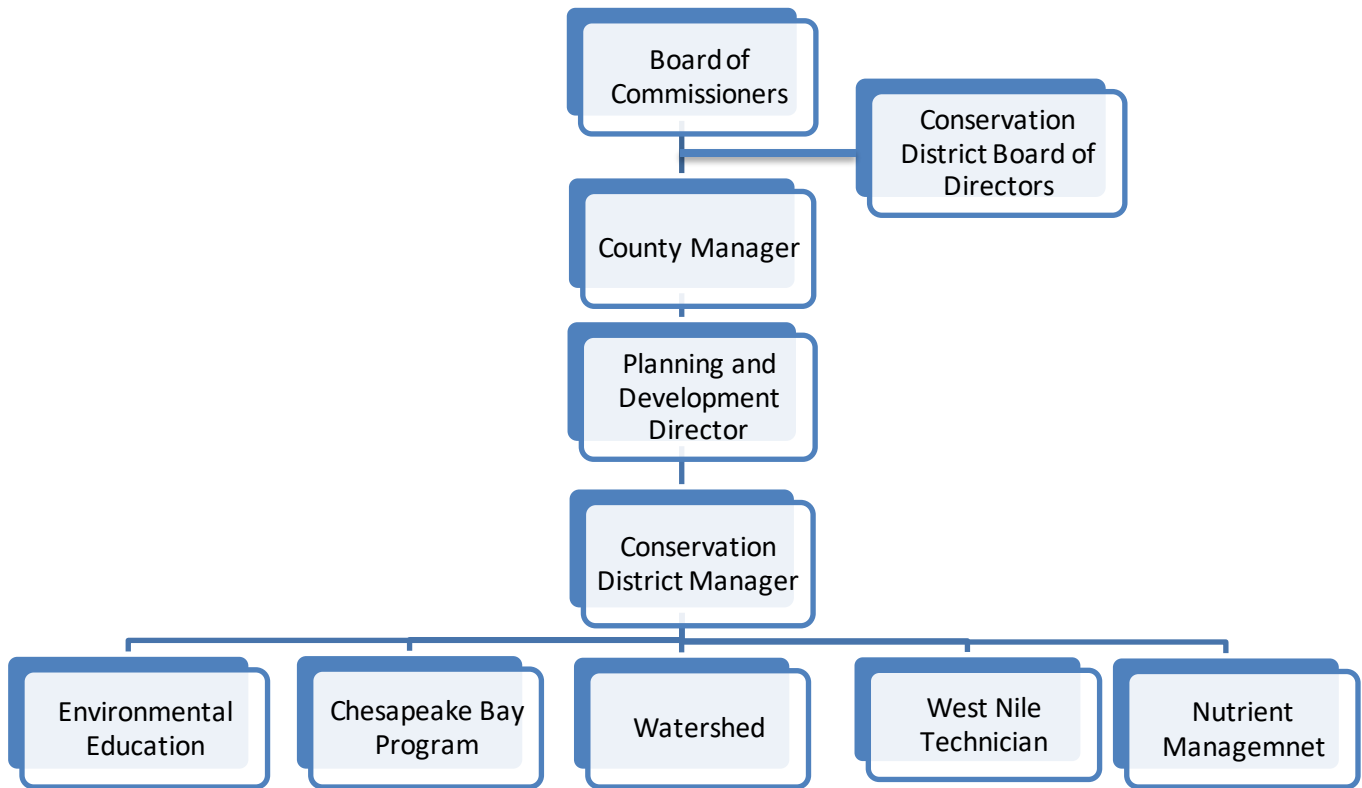 Board of
Commissioners
Conservation
District Board of
Directors
County Manager
Planning and
Development
Director
Conservation
District Manager
Environmental
Education
Chesapeake Bay
Program
Watershed
West Nile
Technician
Nutrient
Managemnet